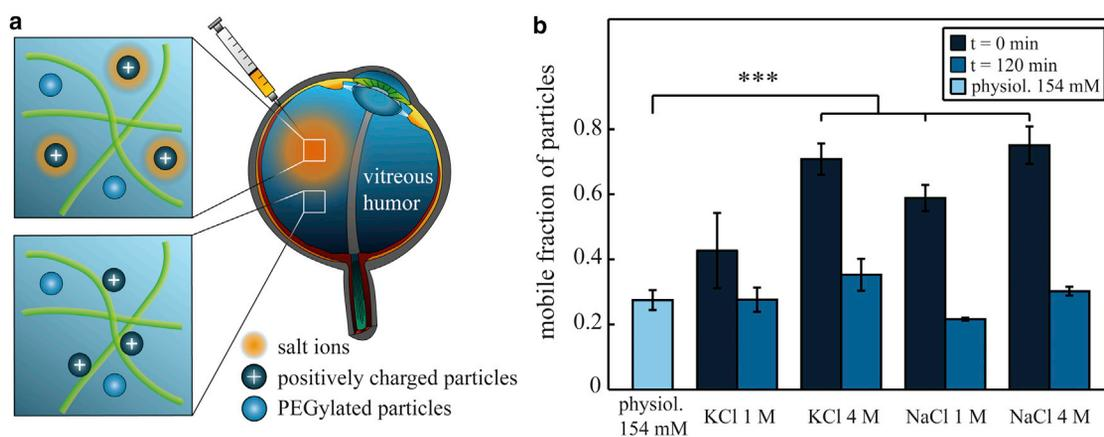 a
+
+
+
+
+
+
vitreous
humor
salt ions
+ positively charged particles
PEGylated particles
b
t = 0 min
t = 120 min
physiol. 154 mM
***
mobile fraction of particles
0.8
0.6
0.4
0.2
0
physiol.
154 mM
KCl 1 M
KCl 4 M
NaCl 1 M
NaCl 4 M